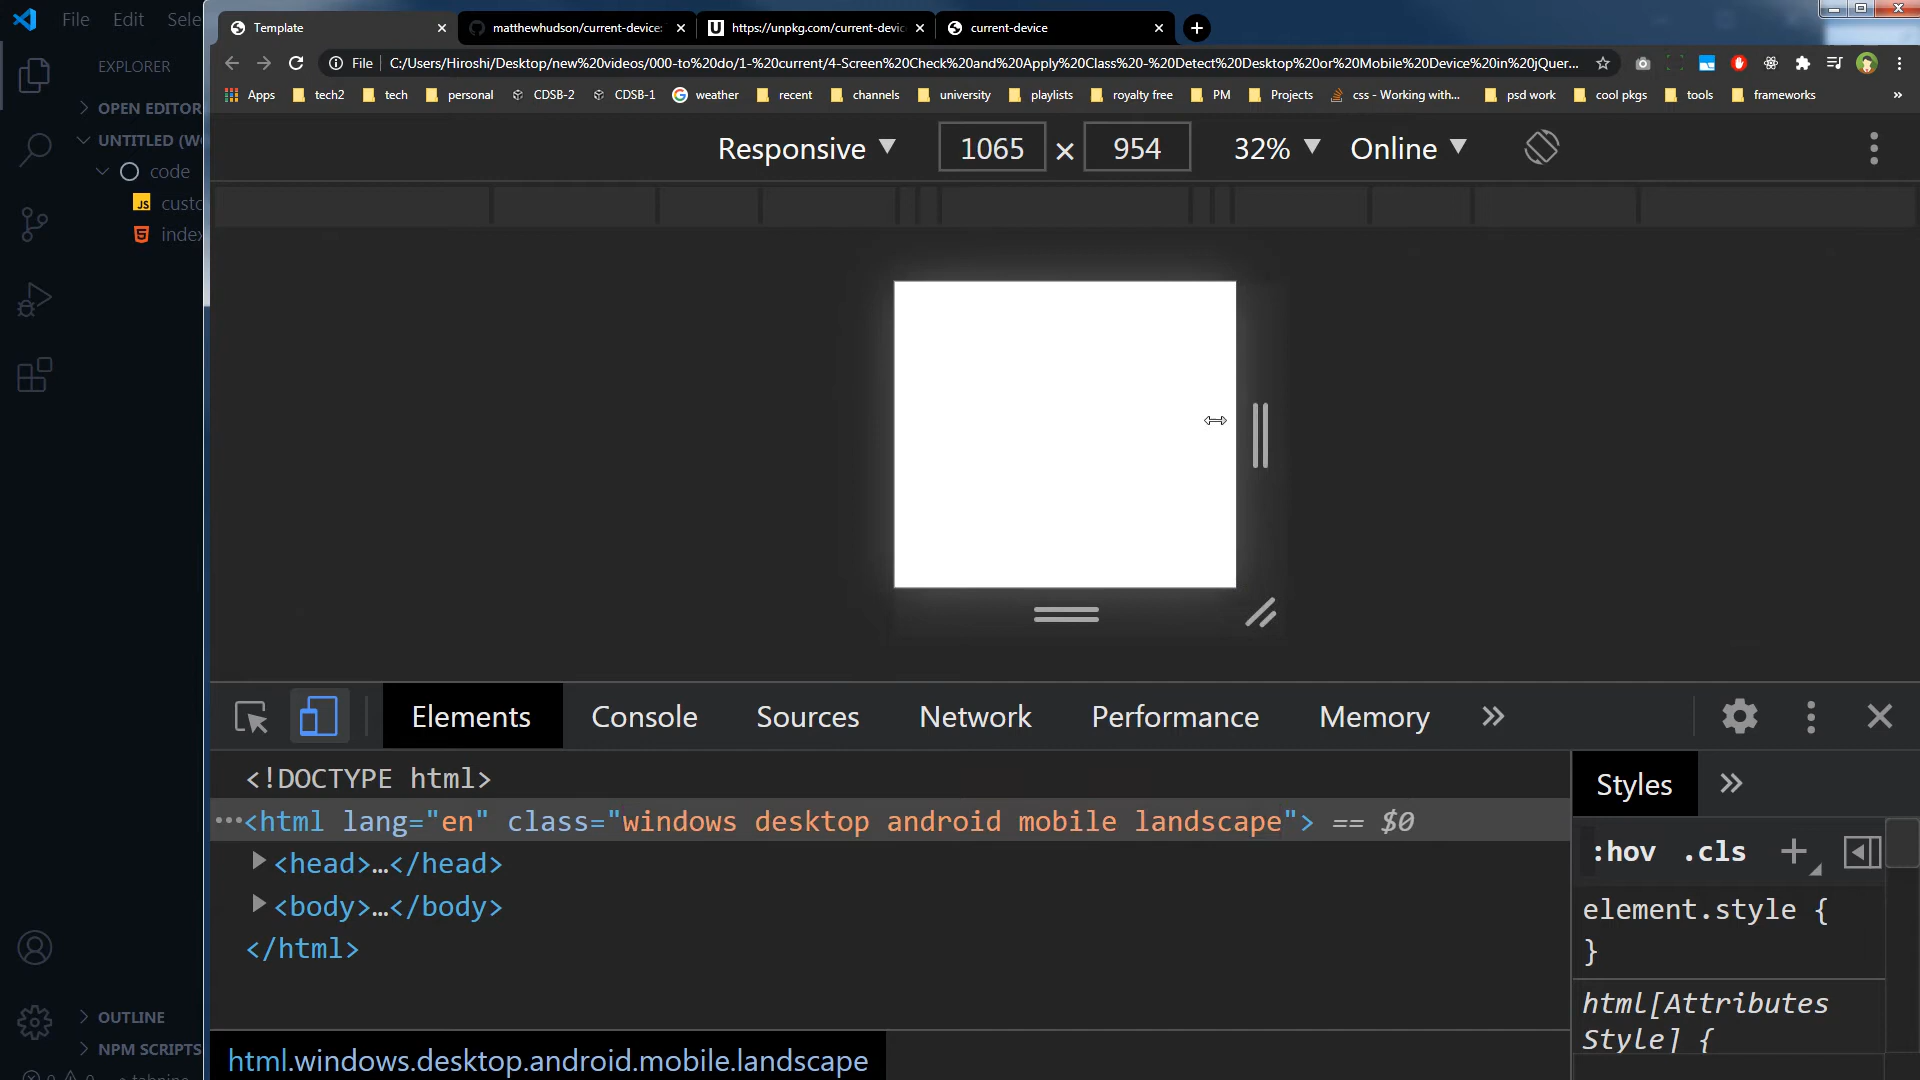 File Edit Sele
EXPLORER
OPEN EDITOR
UNTITLED (WO
code
JS custo
index
OUTLINE
NPM SCRIPTS
Template
matthewhudson/current-device:
https://unpkg.com/current-devic
current-device
File C:/Users/Hiroshi/Desktop/new%20videos/000-to%20do/1-%20current/4-Screen%20Check%20and%20Apply%20Class%20-%20Detect%20Desktop%20or%20Mobile%20Device%20in%20jQuer...
Apps tech2 tech personal CDSB-2 CDSB-1 weather recent channels university playlists royalty free PM Projects css - Working with... psd work cool pkgs tools frameworks »
Responsive 1065 × 954 32% Online
Elements Console Sources Network Performance Memory »
<!DOCTYPE html>
···<html lang="en" class="windows desktop android mobile landscape"> == $0
<head>…</head>
<body>…</body>
</html>
html.windows.desktop.android.mobile.landscape
Styles »
:hov .cls +
element.style {
}
html[Attributes
Style] {